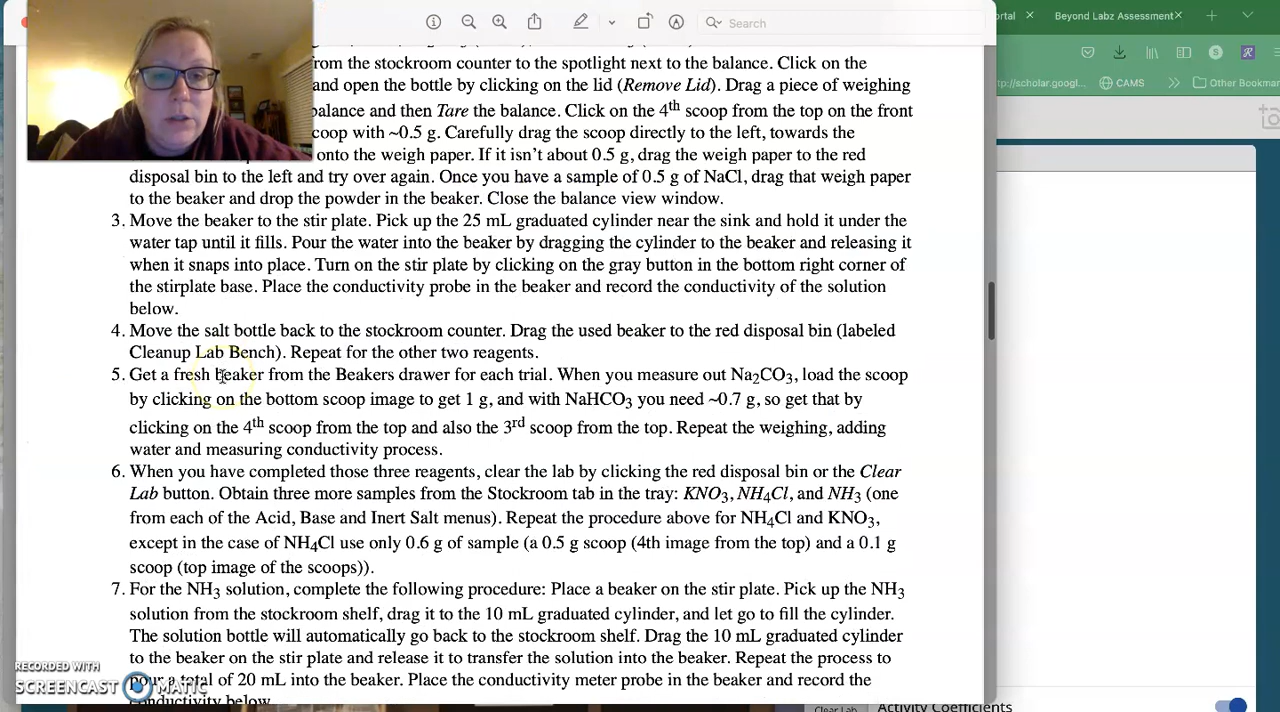 Search
ortal
Beyond Labz Assessment
S
R
tp://scholar.googl...
CAMS
Other Bookmar
from the stockroom counter to the spotlight next to the balance. Click on the
and open the bottle by clicking on the lid (Remove Lid). Drag a piece of weighing
balance and then Tare the balance. Click on the 4th scoop from the top on the front
coop with ~0.5 g. Carefully drag the scoop directly to the left, towards the
onto the weigh paper. If it isn't about 0.5 g, drag the weigh paper to the red
disposal bin to the left and try over again. Once you have a sample of 0.5 g of NaCl, drag that weigh paper
to the beaker and drop the powder in the beaker. Close the balance view window.
3. Move the beaker to the stir plate. Pick up the 25 mL graduated cylinder near the sink and hold it under the
water tap until it fills. Pour the water into the beaker by dragging the cylinder to the beaker and releasing it
when it snaps into place. Turn on the stir plate by clicking on the gray button in the bottom right corner of
the stirplate base. Place the conductivity probe in the beaker and record the conductivity of the solution
below.
4. Move the salt bottle back to the stockroom counter. Drag the used beaker to the red disposal bin (labeled
Cleanup Lab Bench). Repeat for the other two reagents.
5. Get a fresh beaker from the Beakers drawer for each trial. When you measure out Na2CO3, load the scoop
by clicking on the bottom scoop image to get 1 g, and with NaHCO3 you need ~0.7 g, so get that by
clicking on the 4th scoop from the top and also the 3rd scoop from the top. Repeat the weighing, adding
water and measuring conductivity process.
6. When you have completed those three reagents, clear the lab by clicking the red disposal bin or the Clear
Lab button. Obtain three more samples from the Stockroom tab in the tray: KNO3, NH4Cl, and NH3 (one
from each of the Acid, Base and Inert Salt menus). Repeat the procedure above for NH4Cl and KNO3,
except in the case of NH4Cl use only 0.6 g of sample (a 0.5 g scoop (4th image from the top) and a 0.1 g
scoop (top image of the scoops)).
7. For the NH3 solution, complete the following procedure: Place a beaker on the stir plate. Pick up the NH3
solution from the stockroom shelf, drag it to the 10 mL graduated cylinder, and let go to fill the cylinder.
The solution bottle will automatically go back to the stockroom shelf. Drag the 10 mL graduated cylinder
to the beaker on the stir plate and release it to transfer the solution into the beaker. Repeat the process to
pour a total of 20 mL into the beaker. Place the conductivity meter probe in the beaker and record the
conductivity below.
RECORDED WITH
SCREENCAST MATIC
Clear Lab
Activity Coefficients